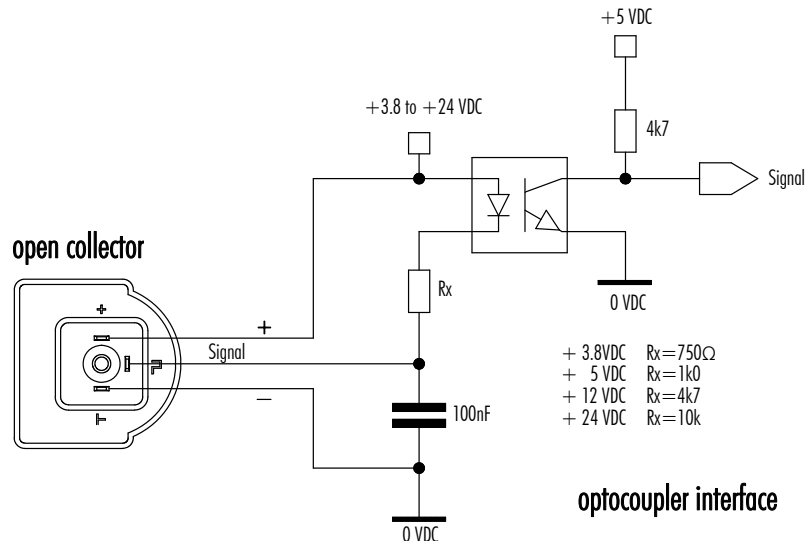 +5 VDC
+3.8 to +24 VDC
4k7
Signal
open collector
Rx
0 VDC
+
+
Signal
−
100nF
+ 3.8VDC Rx=750Ω
+ 5 VDC Rx=1k0
+ 12 VDC Rx=4k7
+ 24 VDC Rx=10k
optocoupler interface
0 VDC